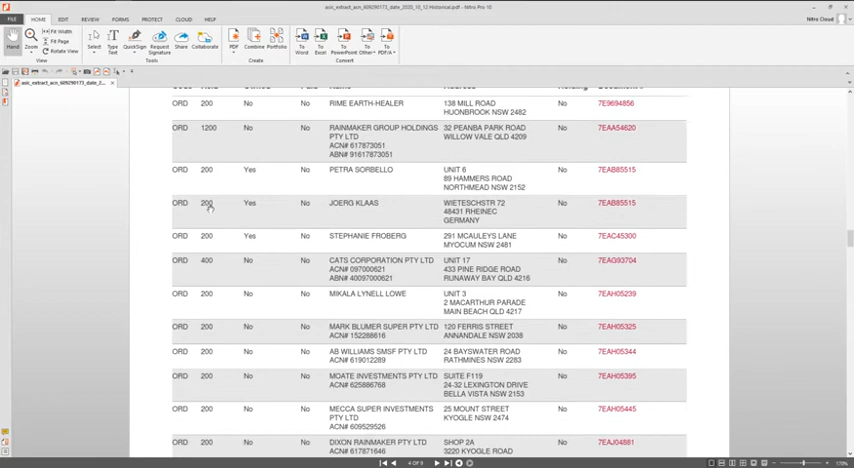 asic_extract_acn_609290173_date_2020_10_12 Historical.pdf - Nitro Pro 10
FILE HOME EDIT REVIEW FORMS PROTECT CLOUD HELP Nitro Cloud
Hand Zoom Fit Width Fit Page Rotate View Select Type Text QuickSign Request Signature Share Collaborate PDF Combine Portfolio To Word To Excel To PowerPoint To Other To PDF/A
View Tools Create Convert
asic_extract_acn_609290173_date_2...
ORD 200 No No RIME EARTH-HEALER 138 MILL ROAD No 7E9694856
HUONBROOK NSW 2482
ORD 1200 No No RAINMAKER GROUP HOLDINGS 32 PEANBA PARK ROAD No 7EAA54620
PTY LTD WILLOW VALE QLD 4209
ACN# 617873051
ABN# 91617873051
ORD 200 Yes No PETRA SORBELLO UNIT 6 No 7EAB85515
89 HAMMERS ROAD
NORTHMEAD NSW 2152
ORD 200 Yes No JOERG KLAAS WIETESCHSTR 72 No 7EAB85515
48431 RHEINEC
GERMANY
ORD 200 Yes No STEPHANIE FROBERG 291 MCAULEYS LANE No 7EAC45300
MYOCUM NSW 2481
ORD 400 No No CATS CORPORATION PTY LTD UNIT 17 No 7EAG93704
ACN# 097000621 433 PINE RIDGE ROAD
ABN# 40097000621 RUNAWAY BAY QLD 4216
ORD 200 No No MIKALA LYNELL LOWE UNIT 3 No 7EAH05239
2 MACARTHUR PARADE
MAIN BEACH QLD 4217
ORD 200 No No MARK BLUMER SUPER PTY LTD 120 FERRIS STREET No 7EAH05325
ACN# 152288616 ANNANDALE NSW 2038
ORD 200 No No AB WILLIAMS SMSF PTY LTD 24 BAYSWATER ROAD No 7EAH05344
ACN# 619012289 RATHMINES NSW 2283
ORD 200 No No MOATE INVESTMENTS PTY LTD SUITE F119 No 7EAH05395
ACN# 625886768 24-32 LEXINGTON DRIVE
BELLA VISTA NSW 2153
ORD 200 No No MECCA SUPER INVESTMENTS 25 MOUNT STREET No 7EAH05445
PTY LTD KYOGLE NSW 2474
ACN# 609529526
ORD 200 No No DIXON RAINMAKER PTY LTD SHOP 2A No 7EAJ04881
ACN# 617871646 3220 KYOGLE ROAD
4 OF 9 170%